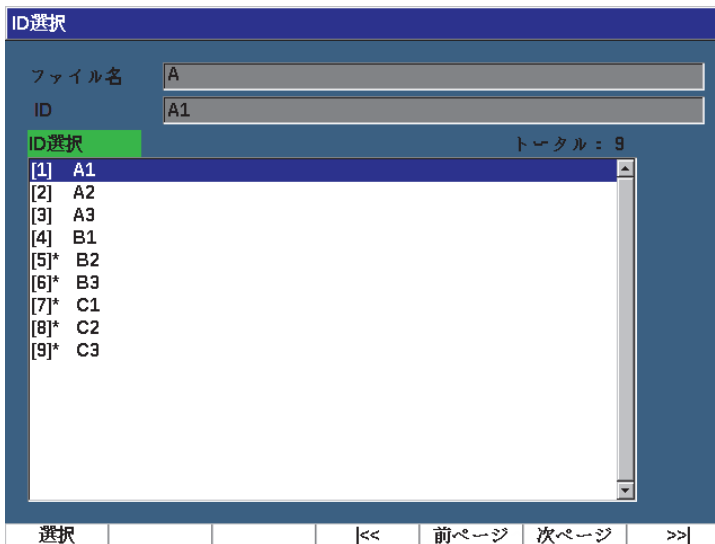 ID選択
ファイル名 A
ID A1
ID選択 トータル : 9
[1] A1
[2] A2
[3] A3
[4] B1
[5]* B2
[6]* B3
[7]* C1
[8]* C2
[9]* C3
選択 |<< 前ページ 次ページ >>|